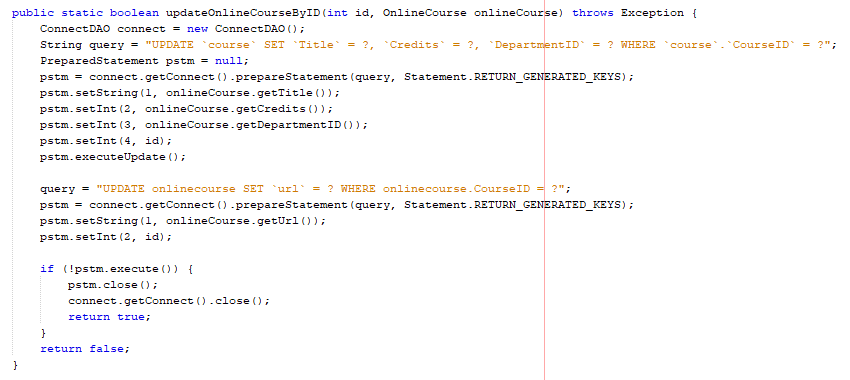 public static boolean updateOnlineCourseByID(int id, OnlineCourse onlineCourse) throws Exception {
ConnectDAO connect = new ConnectDAO();
String query = "UPDATE `course` SET `Title` = ?, `Credits` = ?, `DepartmentID` = ? WHERE `course`.`CourseID` = ?";
PreparedStatement pstm = null;
pstm = connect.getConnect().prepareStatement(query, Statement.RETURN_GENERATED_KEYS);
pstm.setString(1, onlineCourse.getTitle());
pstm.setInt(2, onlineCourse.getCredits());
pstm.setInt(3, onlineCourse.getDepartmentID());
pstm.setInt(4, id);
pstm.executeUpdate();
query = "UPDATE onlinecourse SET `url` = ? WHERE onlinecourse.CourseID = ?";
pstm = connect.getConnect().prepareStatement(query, Statement.RETURN_GENERATED_KEYS);
pstm.setString(1, onlineCourse.getUrl());
pstm.setInt(2, id);
if (!pstm.execute()) {
pstm.close();
connect.getConnect().close();
return true;
}
return false;
}